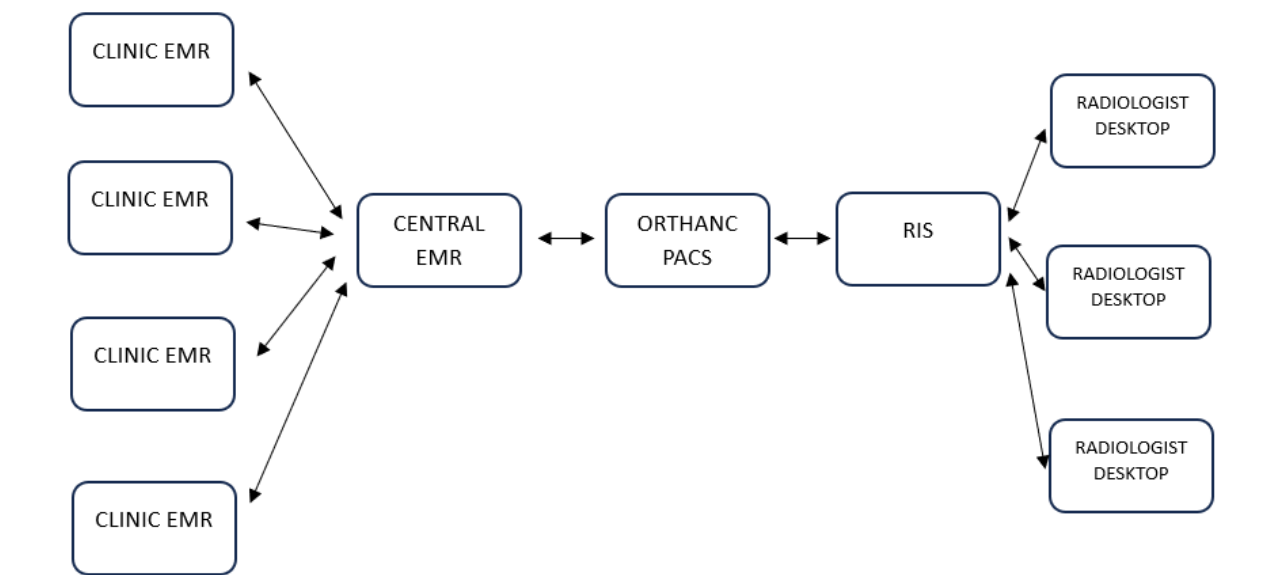 CLINIC EMR
CLINIC EMR
CLINIC EMR
CLINIC EMR
CENTRAL
EMR
ORTHANC
PACS
RIS
RADIOLOGIST
DESKTOP
RADIOLOGIST
DESKTOP
RADIOLOGIST
DESKTOP